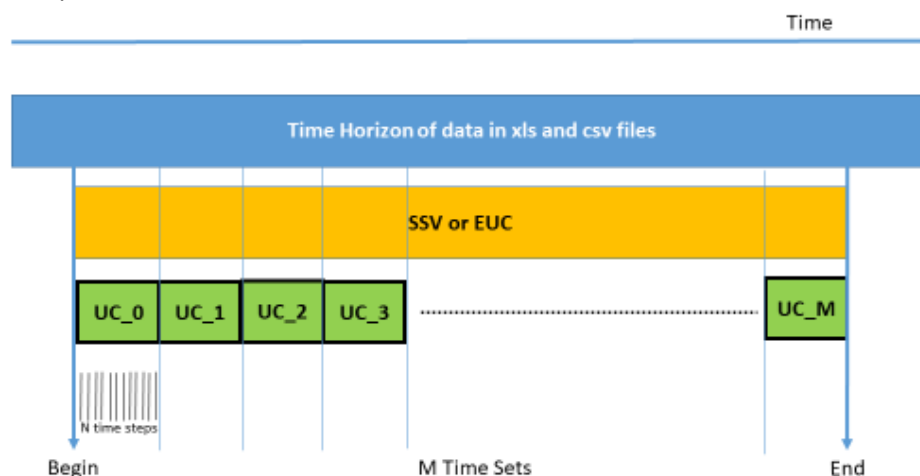 Time
Time Horizon of data in xls and csv files
SSV or EUC
UC_0 UC_1 UC_2 UC_3 UC_M
N time steps
Begin M Time Sets End